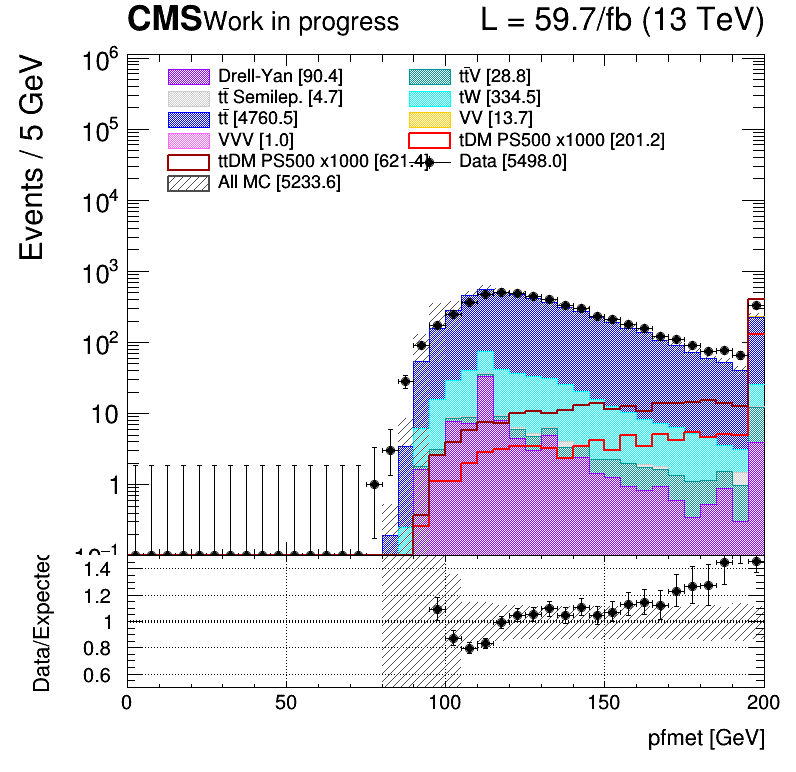 CMS Work in progress L = 59.7/fb (13 TeV)
Events / 5 GeV
10⁶
10⁵
10⁴
10³
10²
10
1
10⁻¹
Drell-Yan [90.4]
tt̄V [28.8]
tt̄ Semilep. [4.7]
tW [334.5]
tt̄ [4760.5]
VV [13.7]
VVV [1.0]
tDM PS500 x1000 [201.2]
ttDM PS500 x1000 [621.4]
Data [5498.0]
All MC [5233.6]
Data/Expected
1.4
1.2
1
0.8
0.6
0 50 100 150 200
pfmet [GeV]